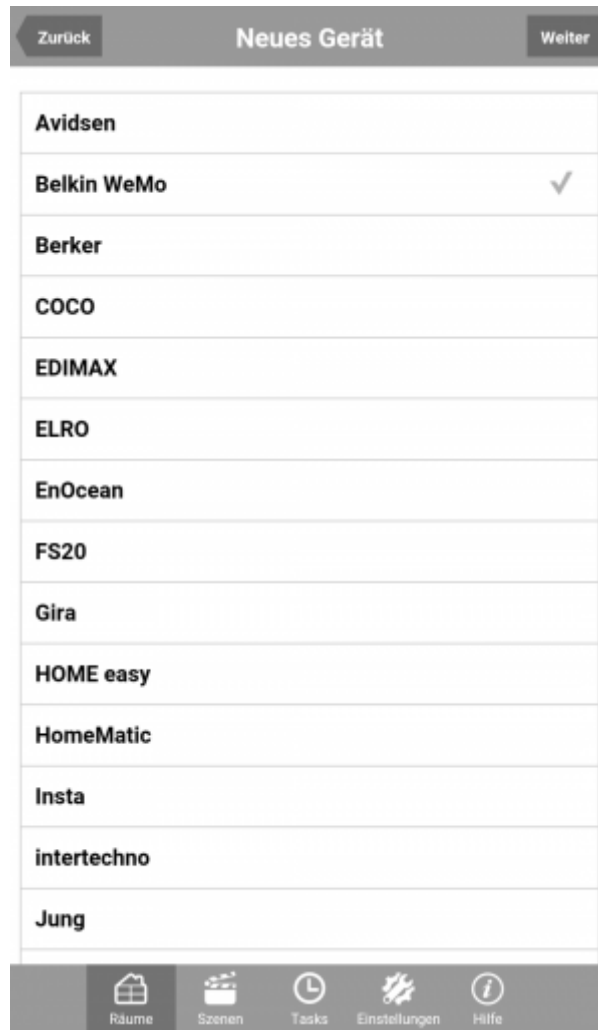 Zurück Neues Gerät Weiter
Avidsen
Belkin WeMo
Berker
COCO
EDIMAX
ELRO
EnOcean
FS20
Gira
HOME easy
HomeMatic
Insta
intertechno
Jung
Räume Szenen Tasks Einstellungen Hilfe